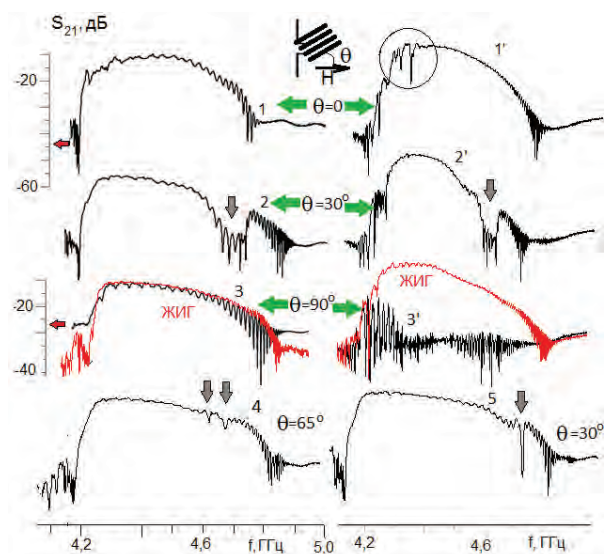 S21, дБ
θ
H
1'
-20
1
θ=0
-60
2'
2
θ=30°
-20
3
ЖИГ
θ=90°
ЖИГ
3'
-40
4
θ=65°
5
θ=30°
4,2
4,6
f, ГГц
5,0
4,2
4,6
f, ГГц